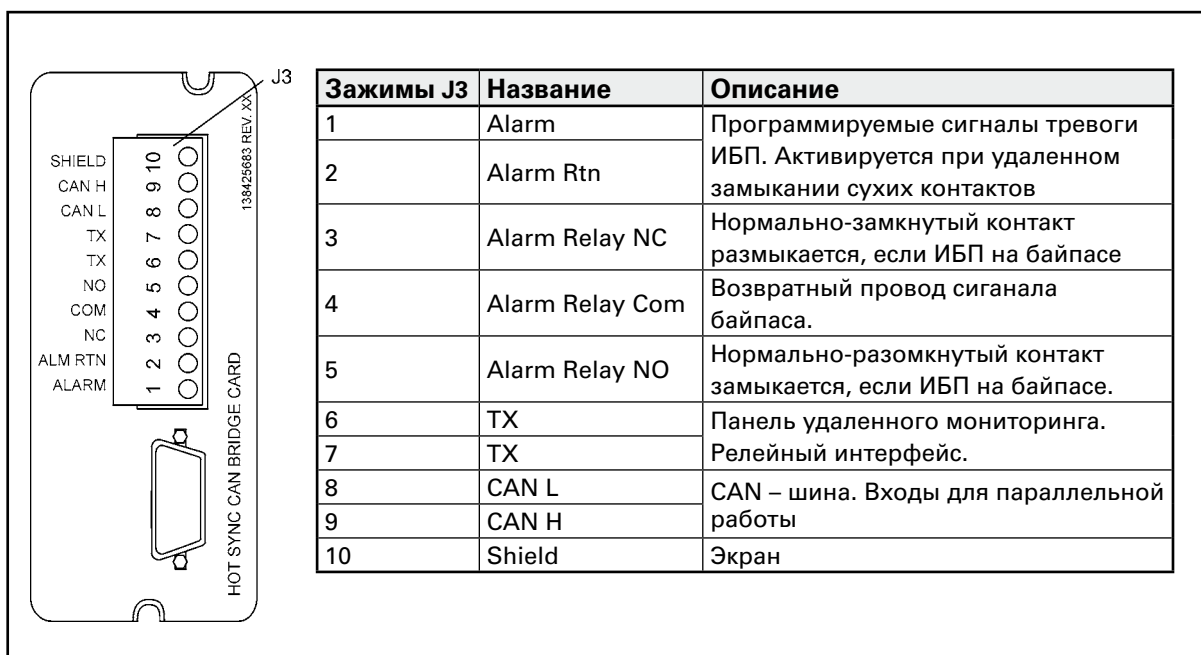 J3
138425683 REV. XX
SHIELD 10
CAN H 9
CAN L 8
TX 7
TX 6
NO 5
COM 4
NC 3
ALM RTN 2
ALARM 1
HOT SYNC CAN BRIDGE CARD
Зажимы J3 Название Описание
1 Alarm Программируемые сигналы тревоги
ИБП. Активируется при удаленном
2 Alarm Rtn
замыкании сухих контактов
3 Alarm Relay NC Нормально-замкнутый контакт
размыкается, если ИБП на байпасе
4 Alarm Relay Com Возвратный провод сиганала
байпаса.
5 Alarm Relay NO Нормально-разомкнутый контакт
замыкается, если ИБП на байпасе.
6 TX Панель удаленного мониторинга.
7 TX Релейный интерфейс.
8 CAN L CAN – шина. Входы для параллельной
9 CAN H работы
10 Shield Экран